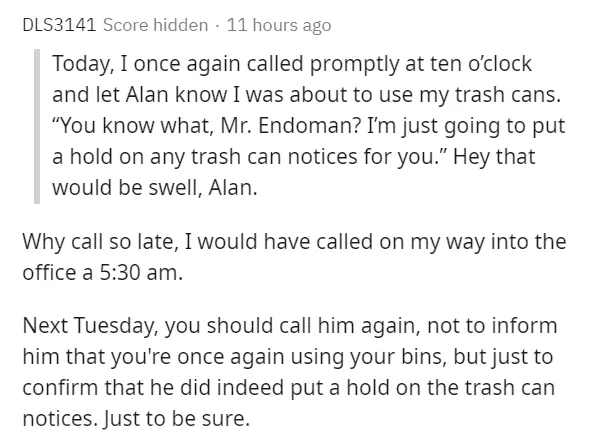 DLS3141 Score hidden · 11 hours ago
Today, I once again called promptly at ten o’clock
and let Alan know I was about to use my trash cans.
“You know what, Mr. Endoman? I’m just going to put
a hold on any trash can notices for you.” Hey that
would be swell, Alan.
Why call so late, I would have called on my way into the
office a 5:30 am.
Next Tuesday, you should call him again, not to inform
him that you're once again using your bins, but just to
confirm that he did indeed put a hold on the trash can
notices. Just to be sure.